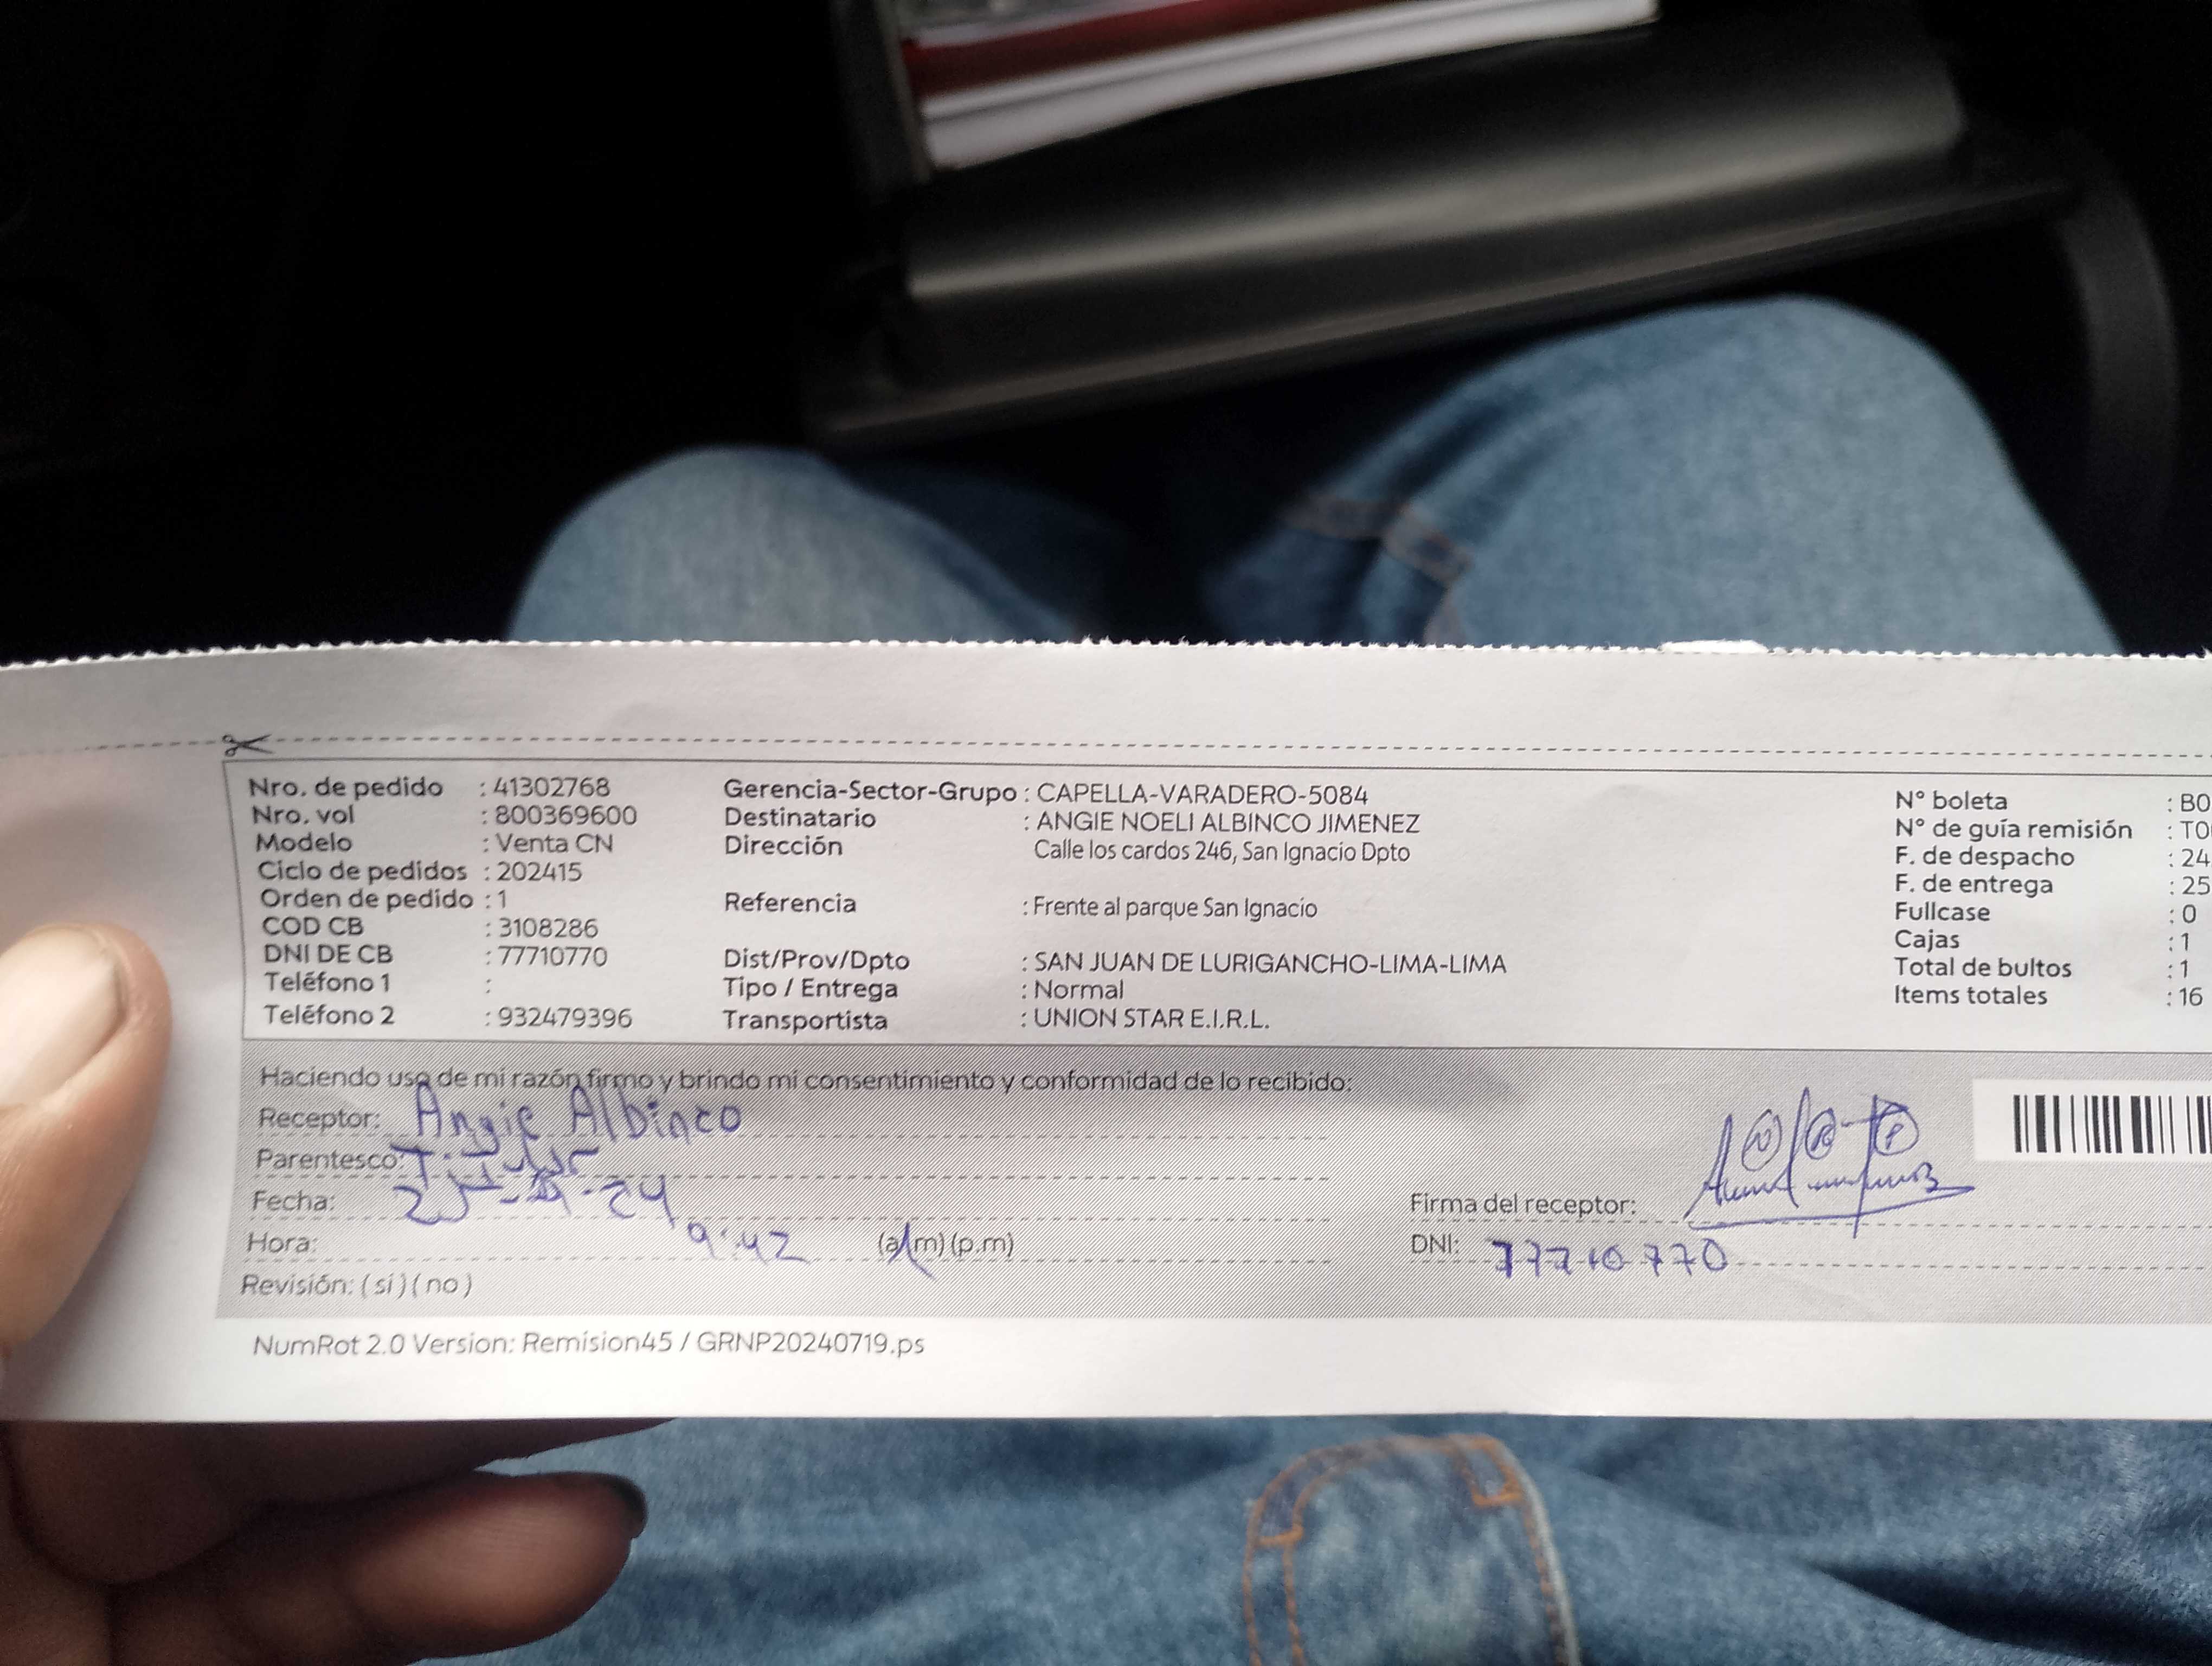 Nro. de pedido : 41302768
Nro. vol : 800369600
Modelo : Venta CN
Ciclo de pedidos : 202415
Orden de pedido : 1
COD CB : 3108286
DNI DE CB : 77710770
Teléfono 1 :
Teléfono 2 : 932479396
Gerencia-Sector-Grupo : CAPELLA-VARADERO-5084
Destinatario : ANGIE NOELI ALBINCO JIMENEZ
Dirección Calle los cardos 246, San Ignacio Dpto
Referencia : Frente al parque San Ignacio
Dist/Prov/Dpto : SAN JUAN DE LURIGANCHO-LIMA-LIMA
Tipo / Entrega : Normal
Transportista : UNION STAR E.I.R.L.
N° boleta : B0
N° de guía remisión : T0
F. de despacho : 24
F. de entrega : 25
Fullcase : 0
Cajas : 1
Total de bultos : 1
Items totales : 16
Haciendo uso de mi razón firmo y brindo mi consentimiento y conformidad de lo recibido:
Receptor: Angie Albinco
Parentesco: Titular
Fecha:
Hora: 9:42 (a.m) (p.m)
Revisión: ( si ) ( no )
Firma del receptor:
DNI: 77710770
NumRot 2.0 Version: Remision45 / GRNP20240719.ps